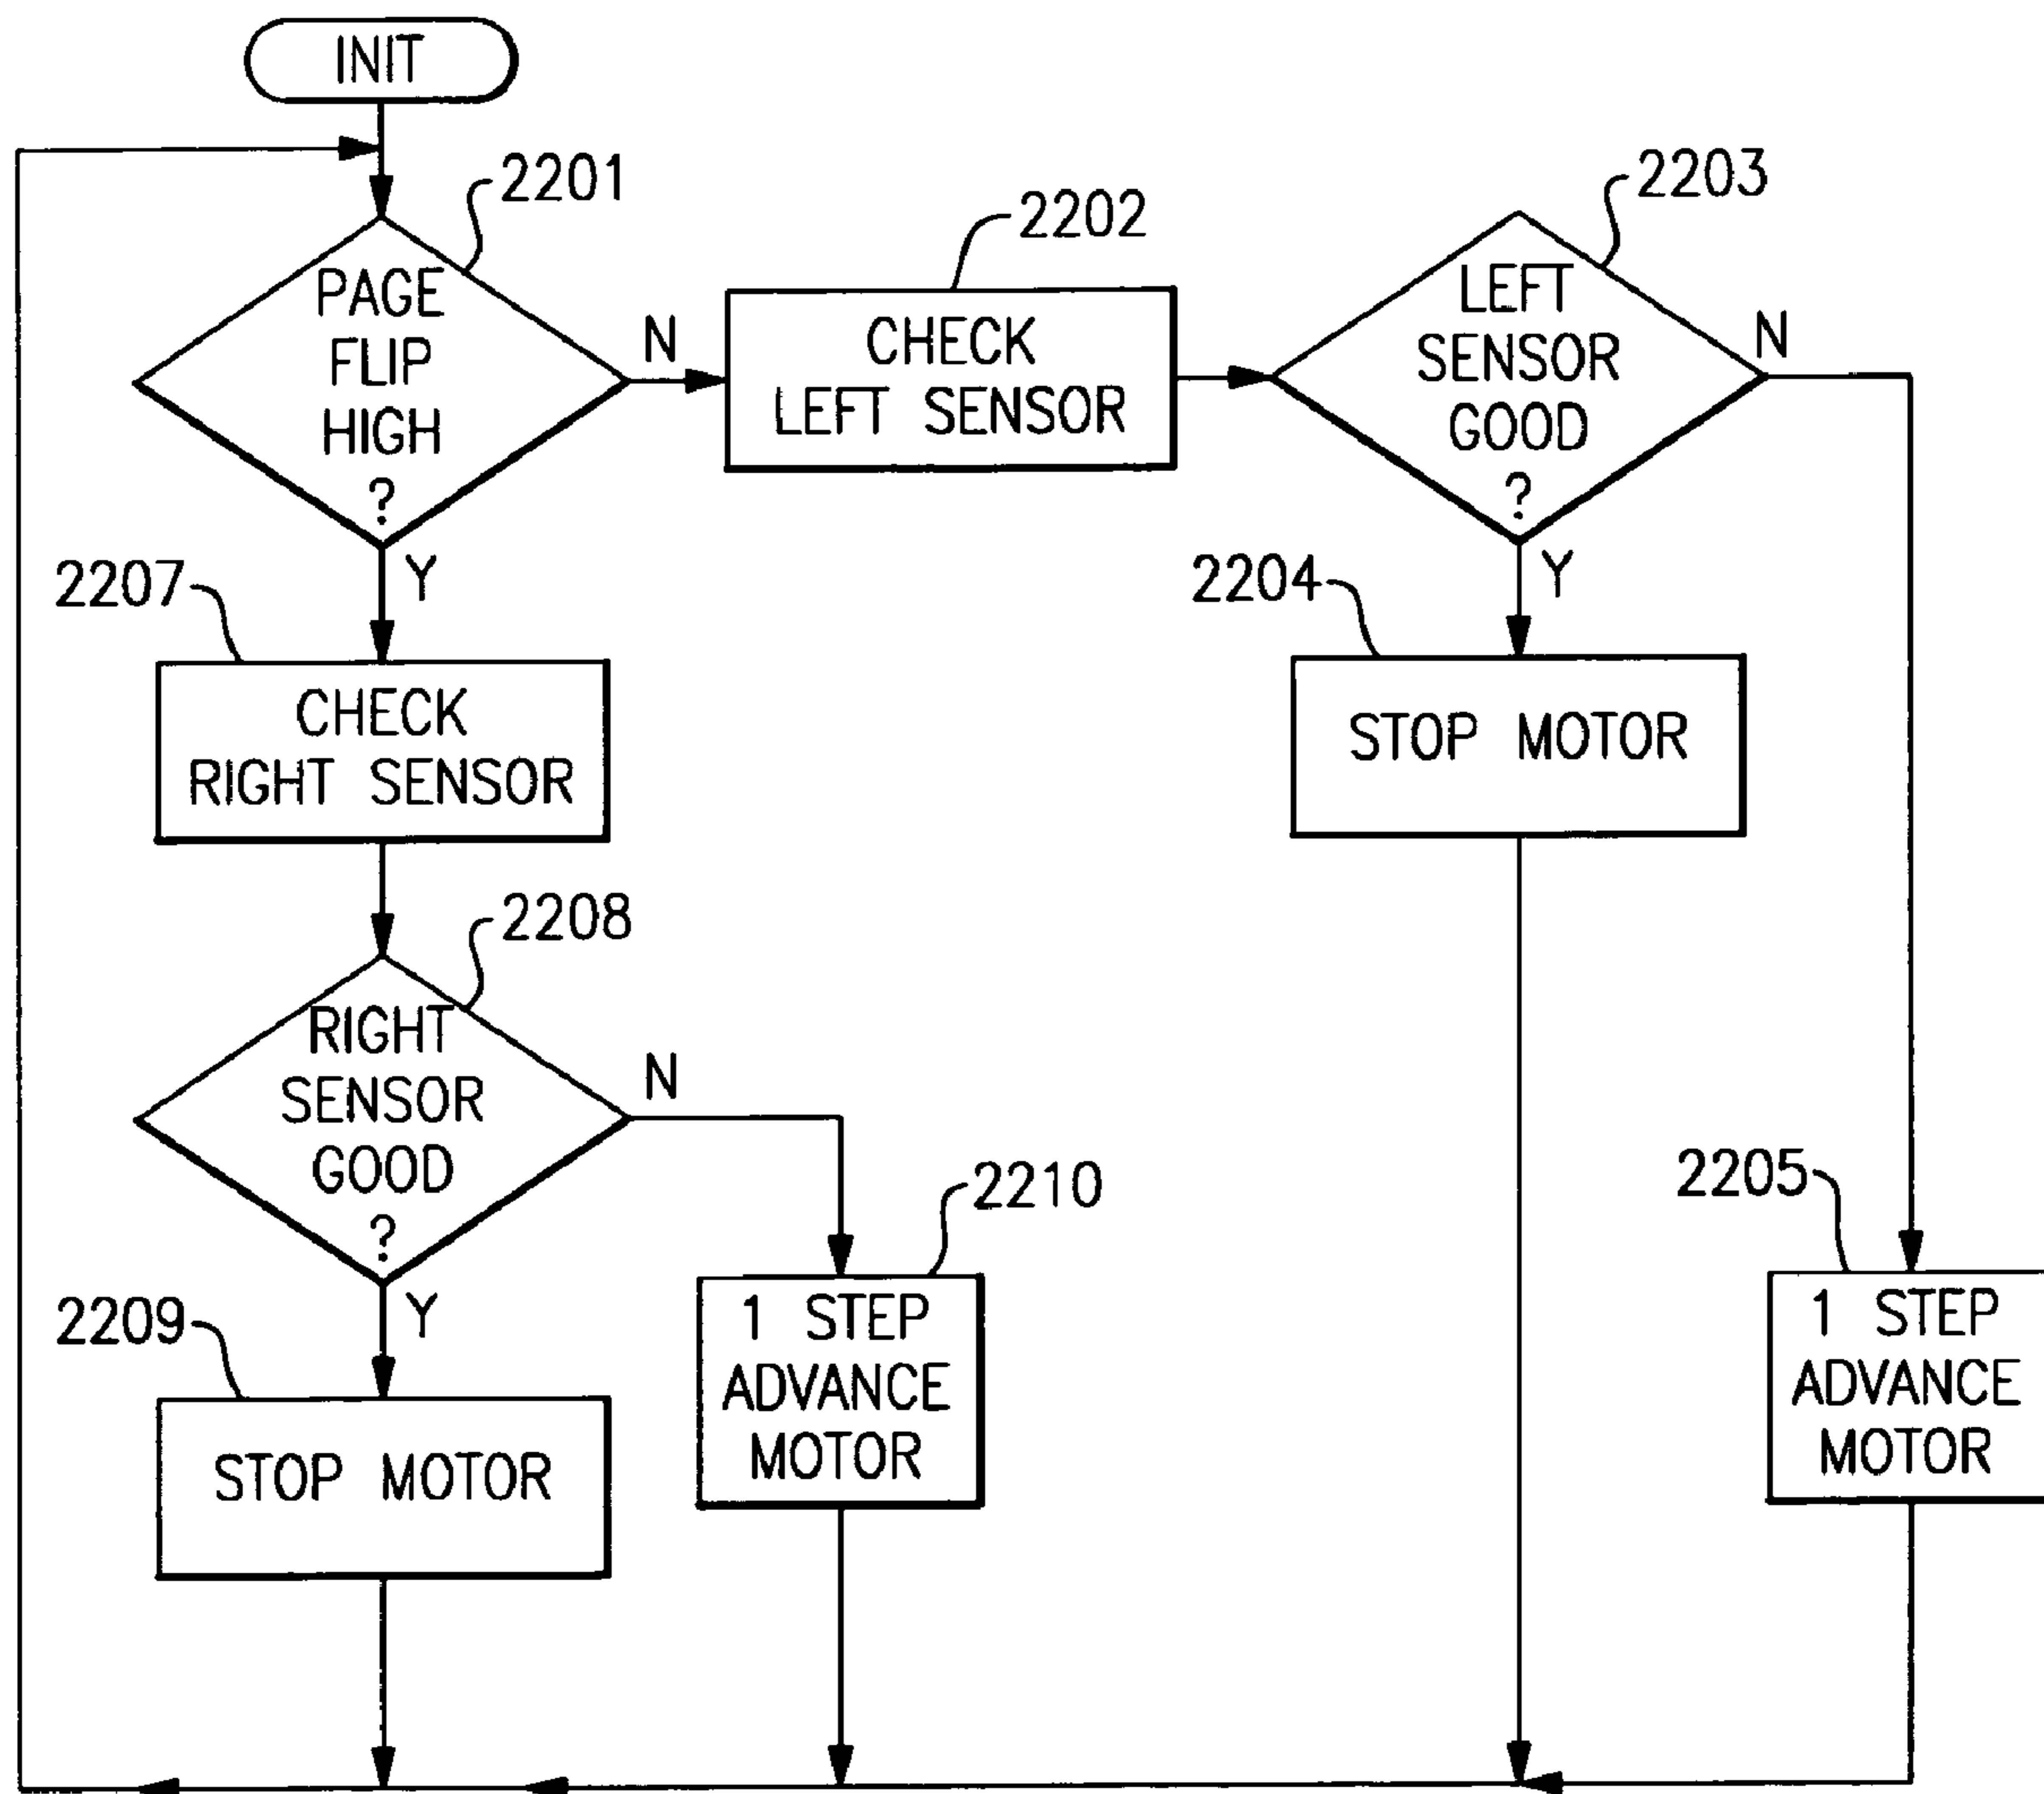 INIT
2201
PAGE
FLIP
HIGH
?
N
Y
2202
CHECK
LEFT SENSOR
2203
LEFT
SENSOR
GOOD
?
N
Y
2204
STOP MOTOR
2205
1 STEP
ADVANCE
MOTOR
2207
CHECK
RIGHT SENSOR
2208
RIGHT
SENSOR
GOOD
?
N
Y
2209
STOP MOTOR
2210
1 STEP
ADVANCE
MOTOR